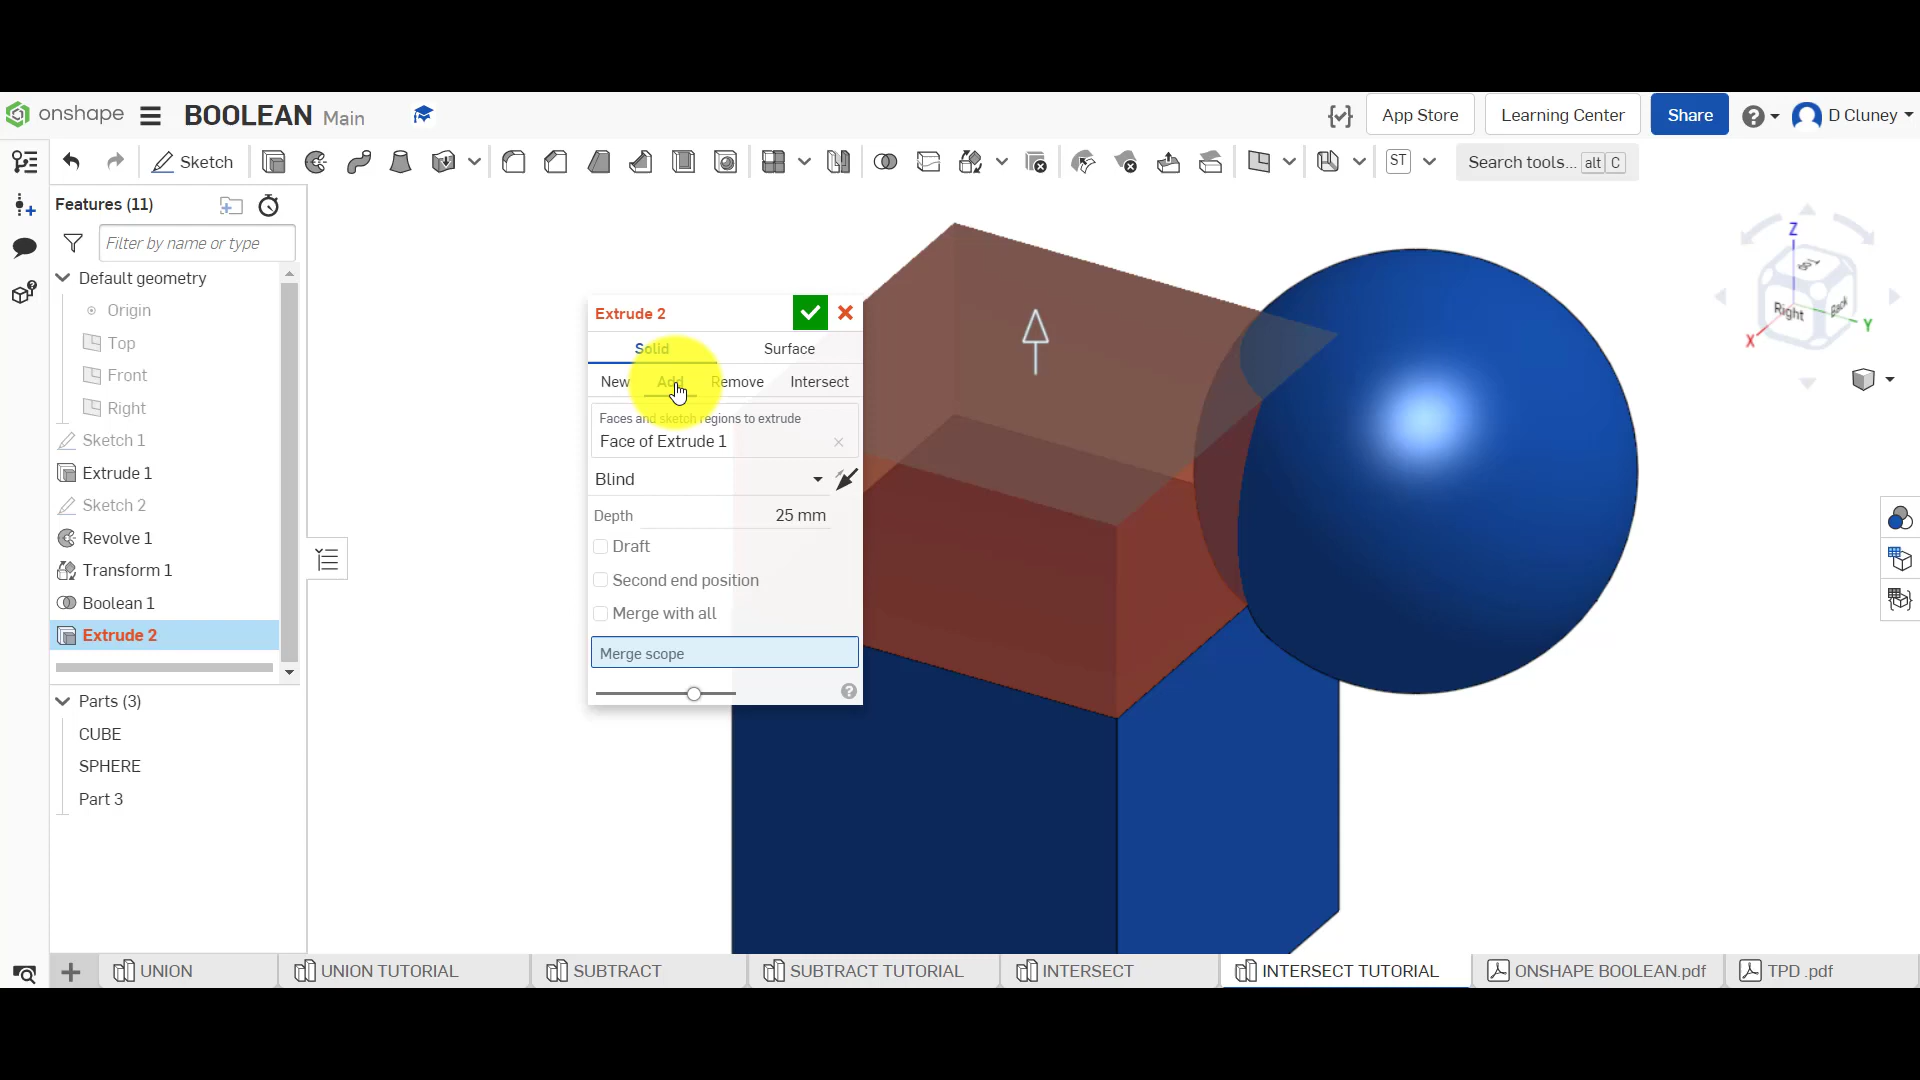 onshape BOOLEAN Main App Store Learning Center Share D Cluney
Sketch ST Search tools... alt C
Features (11)
Filter by name or type
Default geometry
Origin
Top
Front
Right
Sketch 1
Extrude 1
Sketch 2
Revolve 1
Transform 1
Boolean 1
Extrude 2
Parts (3)
CUBE
SPHERE
Part 3
Extrude 2
Solid Surface
New Add Remove Intersect
Faces and sketch regions to extrude
Face of Extrude 1
Blind
Depth 25 mm
Draft
Second end position
Merge with all
Merge scope
Z
Top
Right Back
X Y
UNION UNION TUTORIAL SUBTRACT SUBTRACT TUTORIAL INTERSECT INTERSECT TUTORIAL ONSHAPE BOOLEAN.pdf TPD .pdf